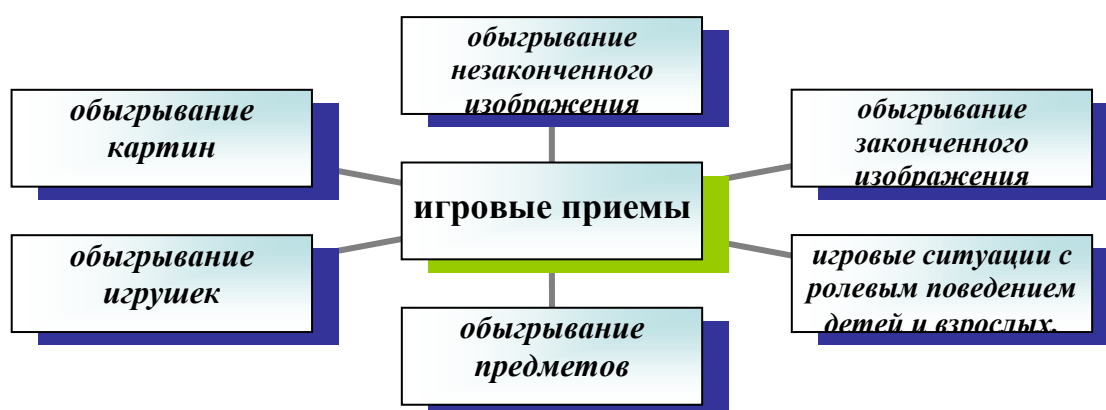 обыгрывание
незаконченного
изображения
обыгрывание
картин
обыгрывание
законченного
изображения
игровые приемы
обыгрывание
игрушек
игровые ситуации с
ролевым поведением
детей и взрослых.
обыгрывание
предметов